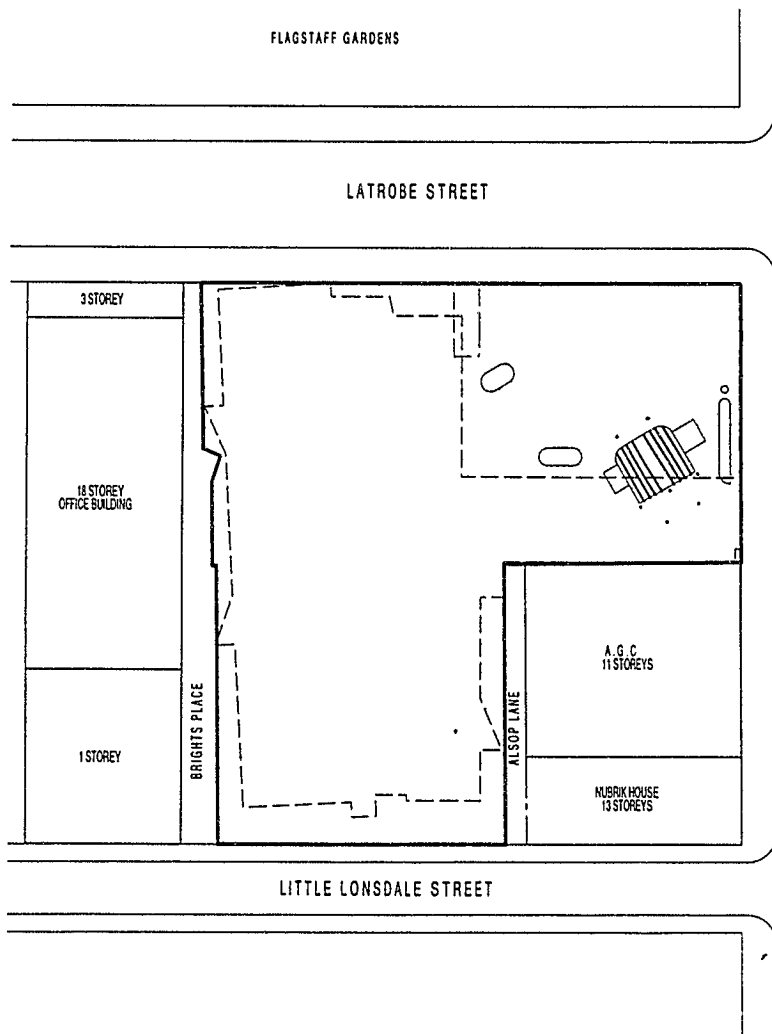 FLAGSTAFF GARDENS
LATROBE STREET
3 STOREY
18 STOREY
OFFICE BUILDING
1 STOREY
BRIGHTS PLACE
ALSOP LANE
A.G.C
11 STOREYS
NUBRIK HOUSE
13 STOREYS
LITTLE LONSDALE STREET